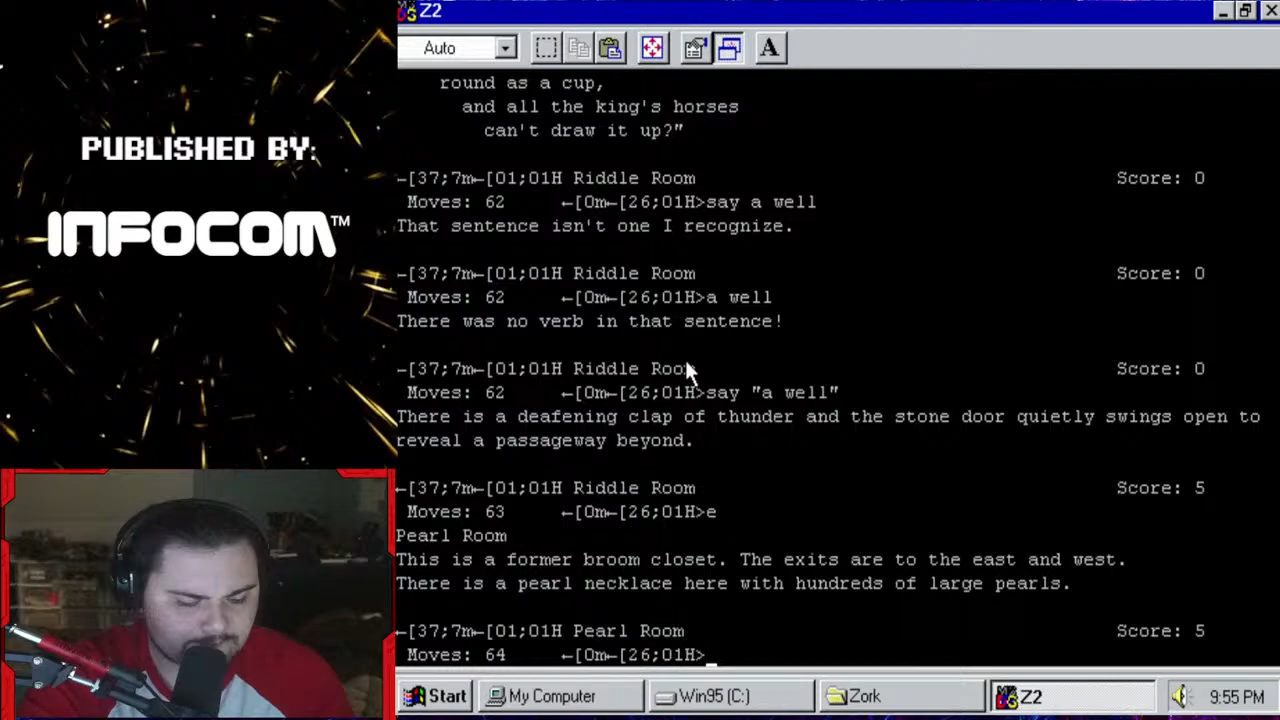 PUBLISHED BY:
INFOCOM™
Z2
Auto
A
round as a cup,
and all the king's horses
can't draw it up?"
←[37;7m←[01;01H Riddle Room Score: 0
Moves: 62 ←[0m←[26;01H>say a well
That sentence isn't one I recognize.
←[37;7m←[01;01H Riddle Room Score: 0
Moves: 62 ←[0m←[26;01H>a well
There was no verb in that sentence!
←[37;7m←[01;01H Riddle Room Score: 0
Moves: 62 ←[0m←[26;01H>say "a well"
There is a deafening clap of thunder and the stone door quietly swings open to
reveal a passageway beyond.
←[37;7m←[01;01H Riddle Room Score: 5
Moves: 63 ←[0m←[26;01H>e
Pearl Room
This is a former broom closet. The exits are to the east and west.
There is a pearl necklace here with hundreds of large pearls.
←[37;7m←[01;01H Pearl Room Score: 5
Moves: 64 ←[0m←[26;01H>_
Start My Computer Win95 (C:) Zork Z2 9:55 PM